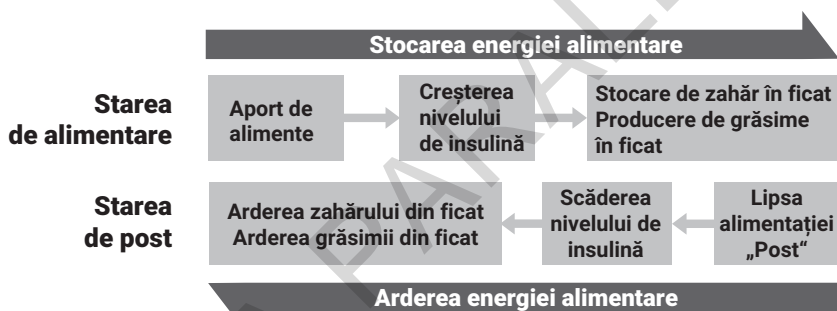 Stocarea energiei alimentare
Starea
de alimentare
Aport de
alimente
Creșterea
nivelului
de insulină
Stocare de zahăr în ficat
Producere de grăsime
în ficat
Starea
de post
Arderea zahărului din ficat
Arderea grăsimii din ficat
Scăderea
nivelului de
insulină
Lipsa
alimentației
„Post“
Arderea energiei alimentare